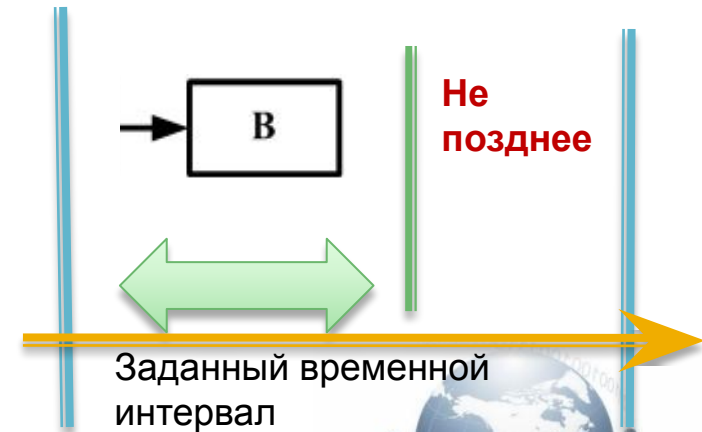 Не
позднее
В
Заданный временной
интервал